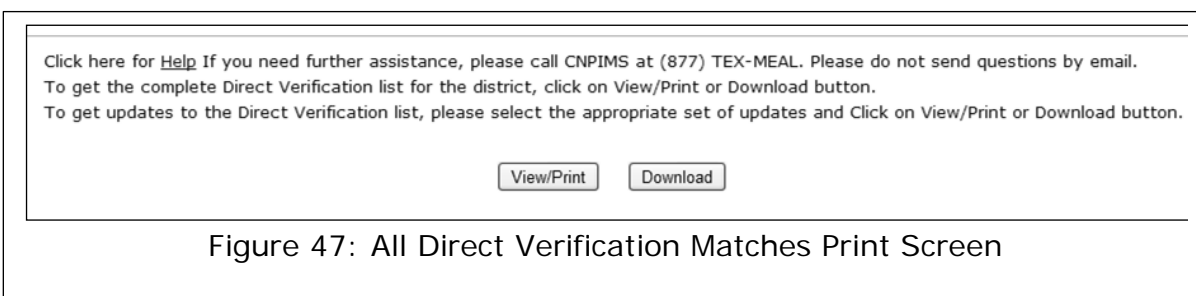 Click here for Help If you need further assistance, please call CNPIMS at (877) TEX-MEAL. Please do not send questions by email.
To get the complete Direct Verification list for the district, click on View/Print or Download button.
To get updates to the Direct Verification list, please select the appropriate set of updates and Click on View/Print or Download button.
View/Print Download
Figure 47: All Direct Verification Matches Print Screen